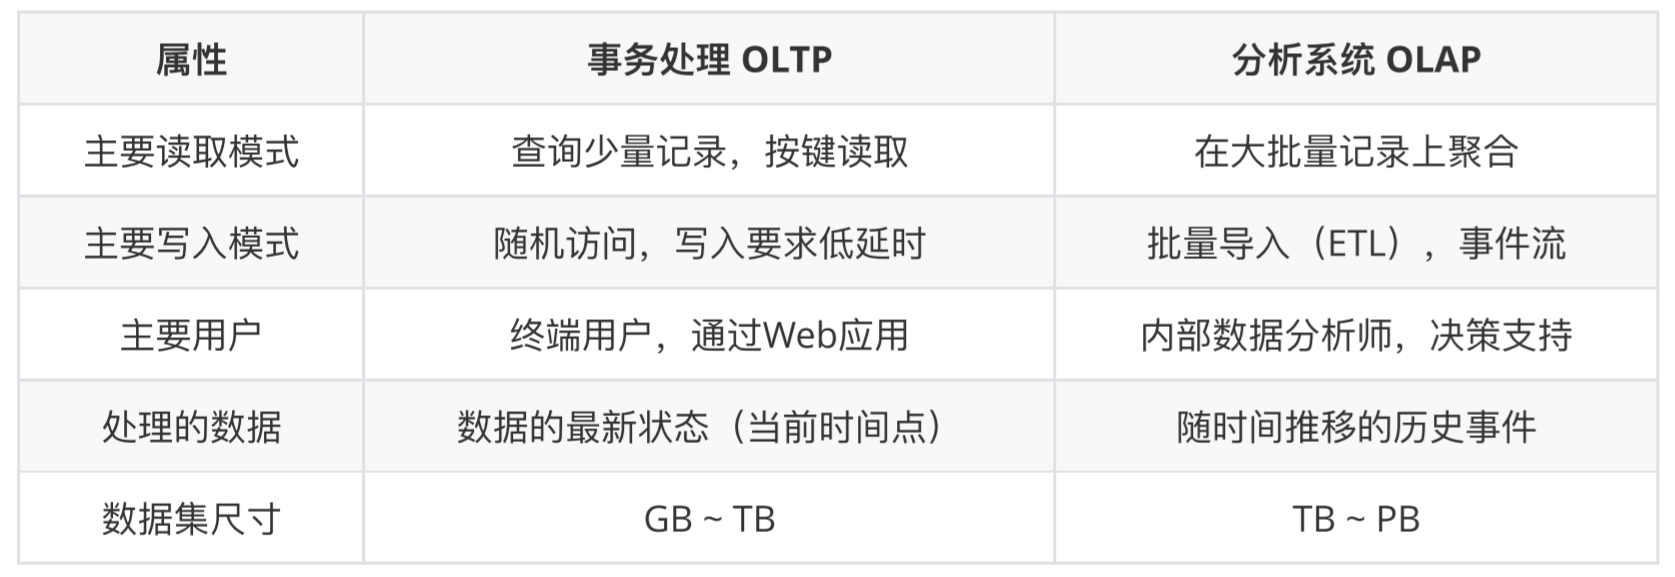 属性 事务处理 OLTP 分析系统 OLAP
主要读取模式 查询少量记录，按键读取 在大批量记录上聚合
主要写入模式 随机访问，写入要求低延时 批量导入（ETL），事件流
主要用户 终端用户，通过Web应用 内部数据分析师，决策支持
处理的数据 数据的最新状态（当前时间点） 随时间推移的历史事件
数据集尺寸 GB ~ TB TB ~ PB